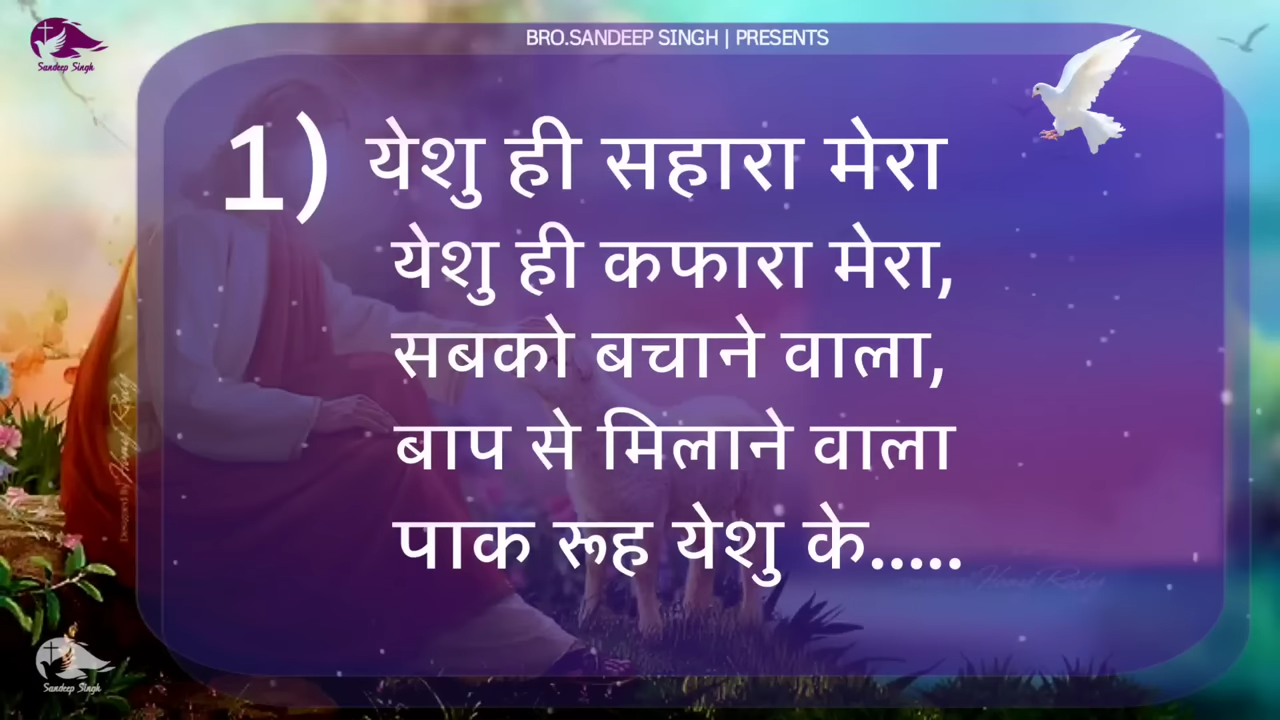 Sandeep Singh
BRO.SANDEEP SINGH | PRESENTS
1) येशु ही सहारा मेरा
येशु ही कफारा मेरा,
सबको बचाने वाला,
बाप से मिलाने वाला
पाक रूह येशु के.....
Sandeep Singh